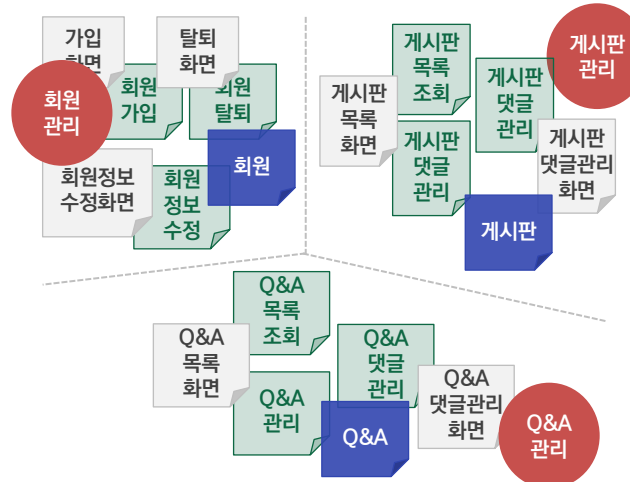 가입
화면
탈퇴
화면
회원
관리
회원
가입
회원
탈퇴
회원
회원정보
수정화면
회원
정보
수정
게시판
목록
조회
게시판
관리
게시판
목록
화면
게시판
댓글
관리
게시판
댓글
관리
게시판
댓글관리
화면
게시판
Q&A
목록
조회
Q&A
목록
화면
Q&A
댓글
관리
Q&A
관리
Q&A
Q&A
댓글관리
화면
Q&A
관리